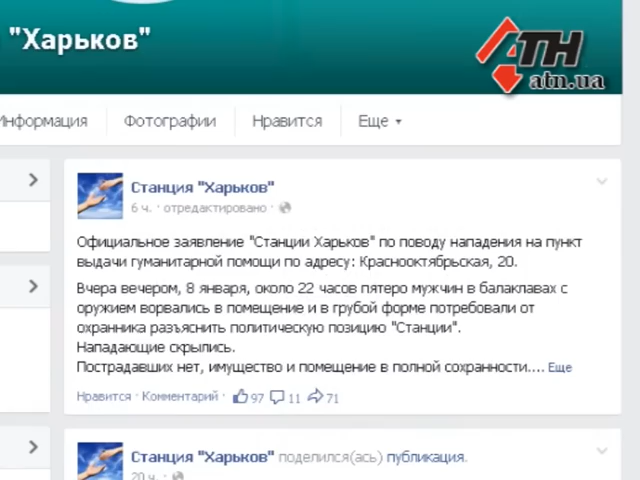 "Харьков"
АТН
atn.ua
Информация Фотографии Нравится Еще
Станция "Харьков"
6 ч. · отредактировано ·
Официальное заявление "Станции Харьков" по поводу нападения на пункт
выдачи гуманитарной помощи по адресу: Краснооктябрьская, 20.
Вчера вечером, 8 января, около 22 часов пятеро мужчин в балаклавах с
оружием ворвались в помещение и в грубой форме потребовали от
охранника разъяснить политическую позицию "Станции".
Нападающие скрылись.
Пострадавших нет, имущество и помещение в полной сохранности.... Еще
Нравится · Комментарий · 97 11 71
Станция "Харьков" поделился(ась) публикация.
20 ч. ·